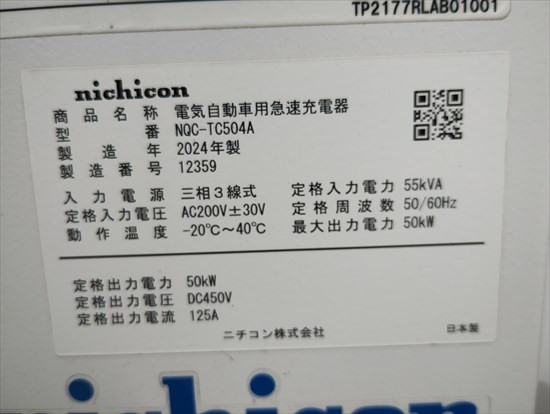 TP2177RLAB01001
nichicon
商品名称 電気自動車用急速充電器
型番 NQC-TC504A
製造年 2024年製
製造番号 12359
入力電源 三相3線式 定格入力電力 55kVA
定格入力電圧 AC200V±30V 定格周波数 50/60Hz
動作温度 -20℃～40℃ 最大出力電力 50kW
定格出力電力 50kW
定格出力電圧 DC450V
定格出力電流 125A
ニチコン株式会社 日本製
nichicon